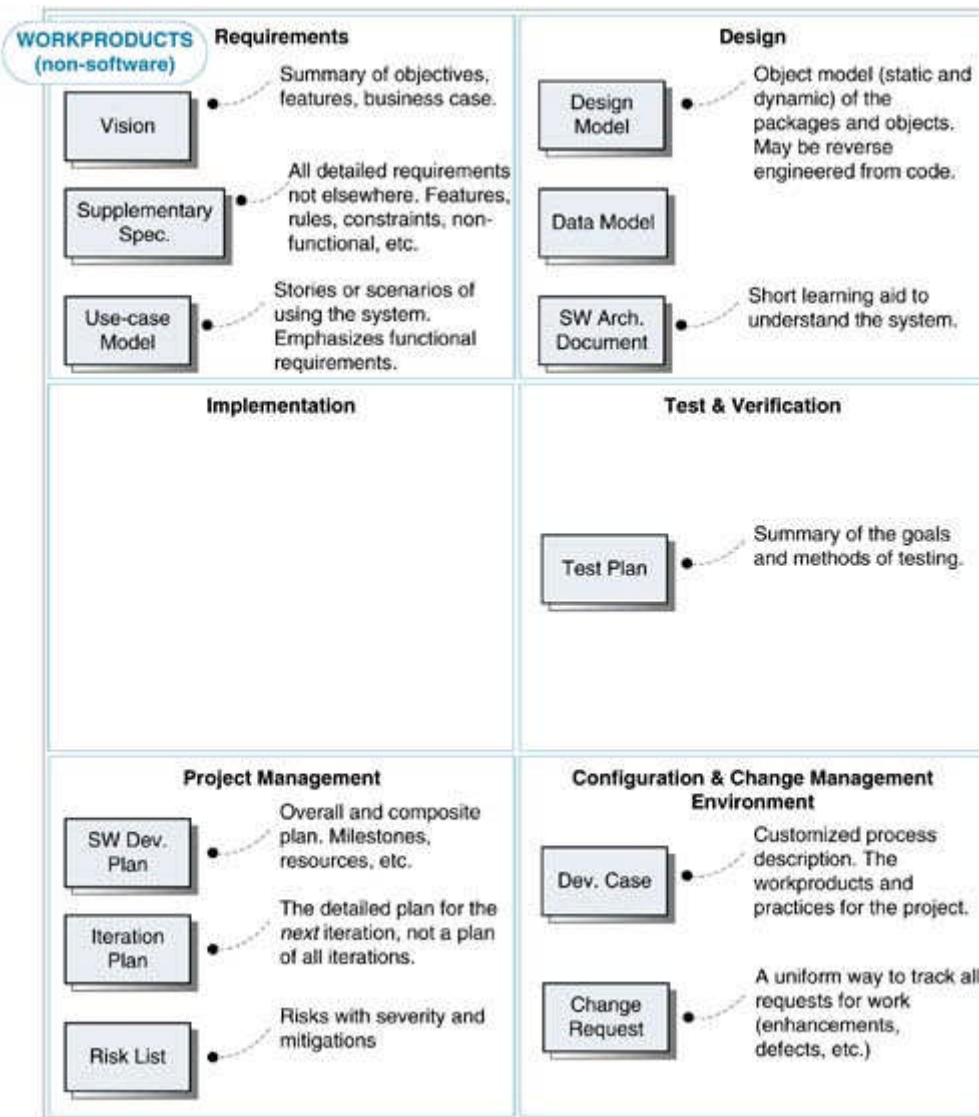 WORKPRODUCTS
(non-software)
Requirements
Vision
Summary of objectives,
features, business case.
Supplementary
Spec.
All detailed requirements
not elsewhere. Features,
rules, constraints, non-
functional, etc.
Use-case
Model
Stories or scenarios of
using the system.
Emphasizes functional
requirements.
Design
Design
Model
Object model (static and
dynamic) of the
packages and objects.
May be reverse
engineered from code.
Data Model
SW Arch.
Document
Short learning aid to
understand the system.
Implementation
Test & Verification
Test Plan
Summary of the goals
and methods of testing.
Project Management
SW Dev.
Plan
Overall and composite
plan. Milestones,
resources, etc.
Iteration
Plan
The detailed plan for the
next iteration, not a plan
of all iterations.
Risk List
Risks with severity and
mitigations
Configuration & Change Management
Environment
Dev. Case
Customized process
description. The
workproducts and
practices for the project.
Change
Request
A uniform way to track all
requests for work
(enhancements,
defects, etc.)